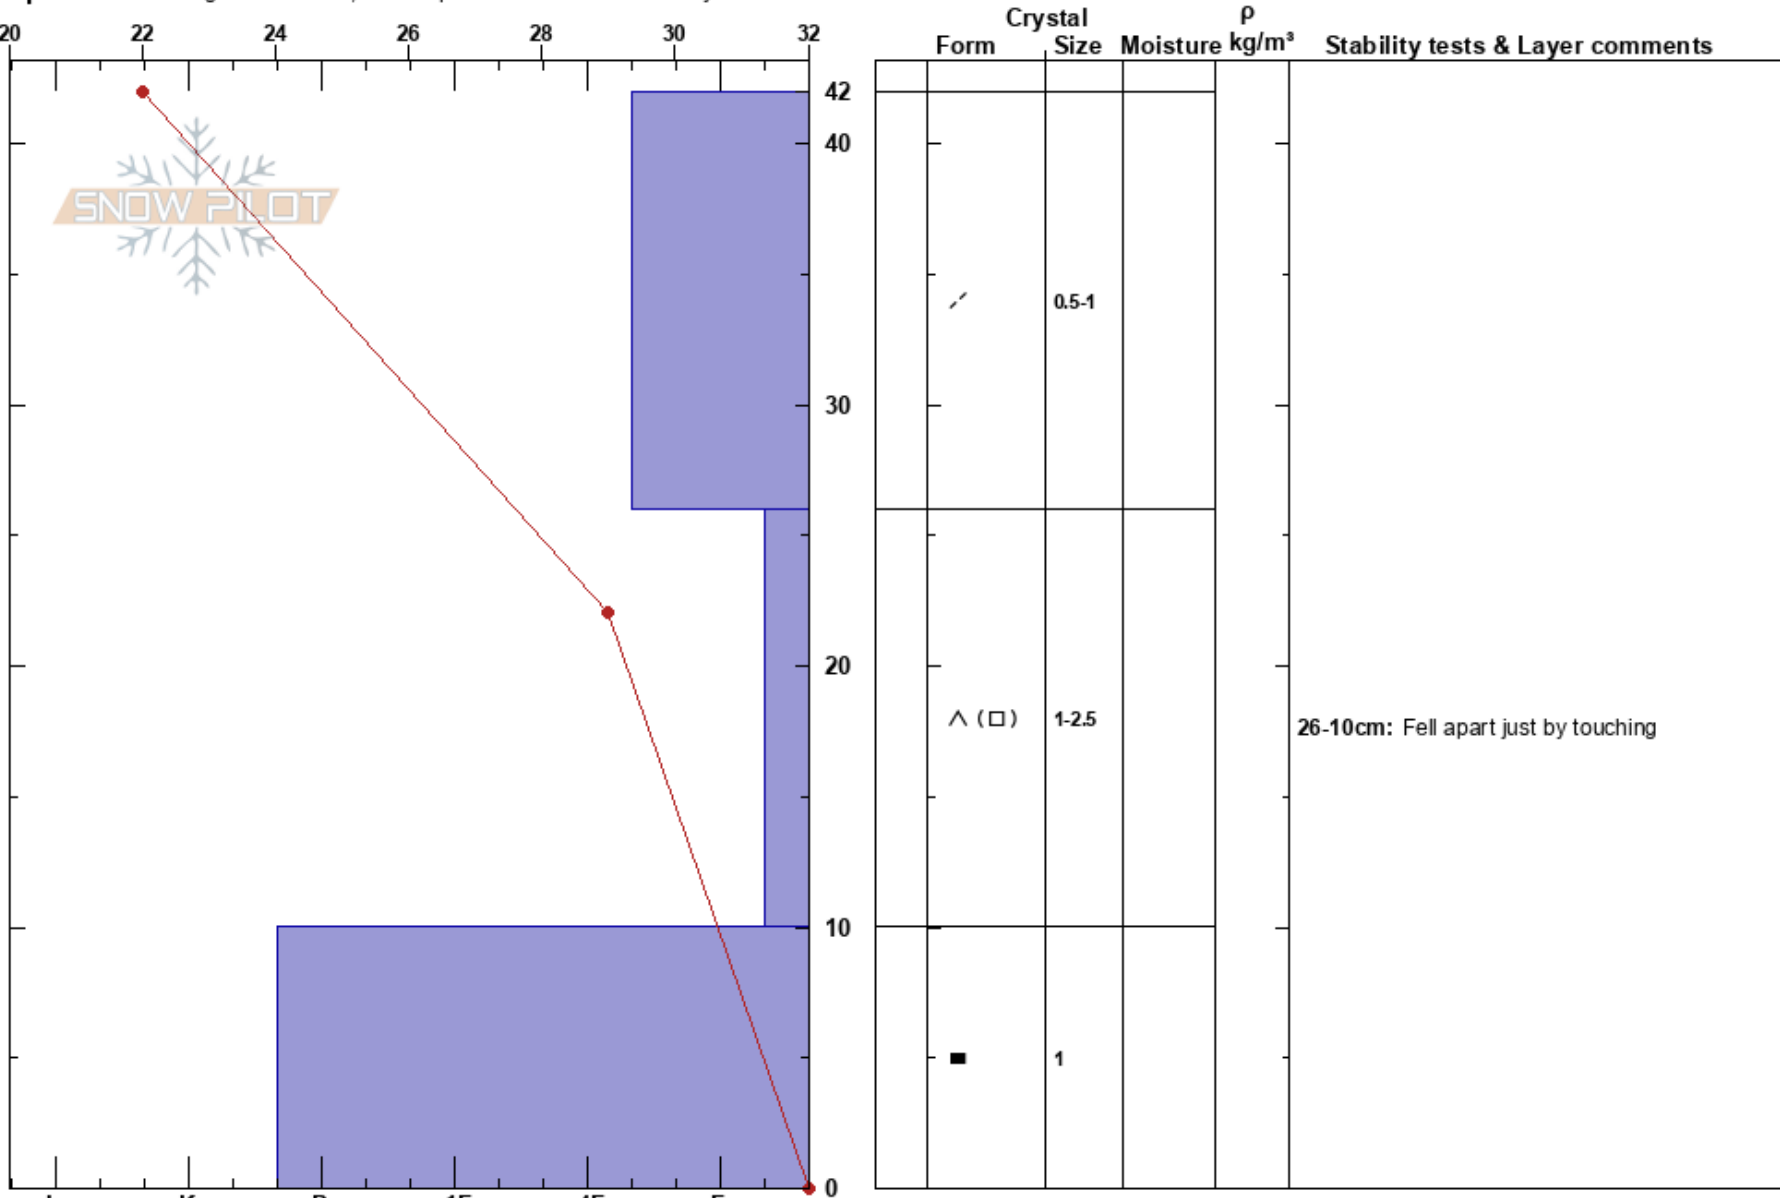 20 22 24 26 28 30 32
Crystal ρ
Form Size Moisture kg/m³ Stability tests & Layer comments
42
40
SNOW PILOT
0.5-1
30
20
1-2.5
26-10cm: Fell apart just by touching
10
1
0